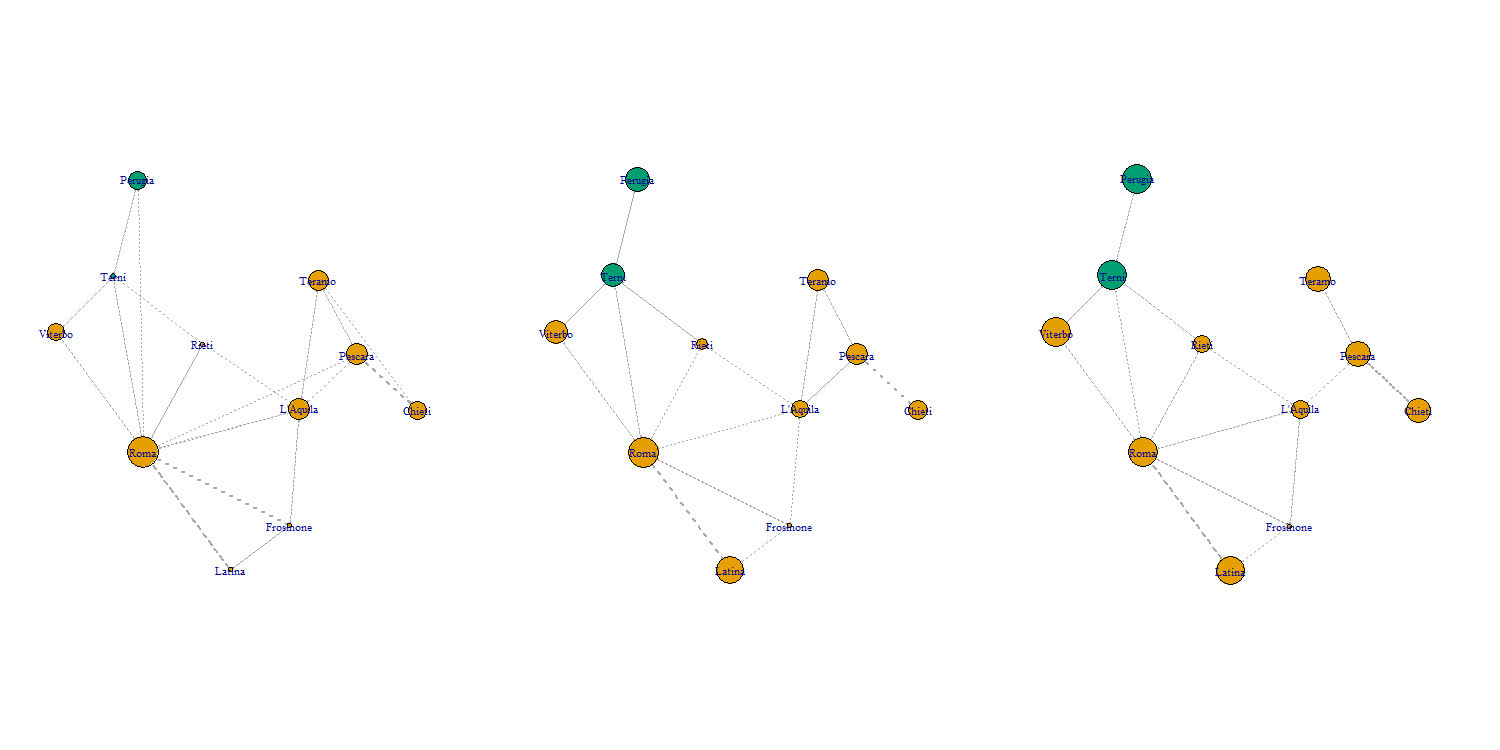 Perugia
Terni
Teramo
Viterbo
Rieti
Pescara
L'Aquila
Chieti
Roma
Frosinone
Latina
Perugia
Terni
Teramo
Viterbo
Rieti
Pescara
L'Aquila
Chieti
Roma
Frosinone
Latina
Perugia
Terni
Teramo
Viterbo
Rieti
Pescara
L'Aquila
Chieti
Roma
Frosinone
Latina